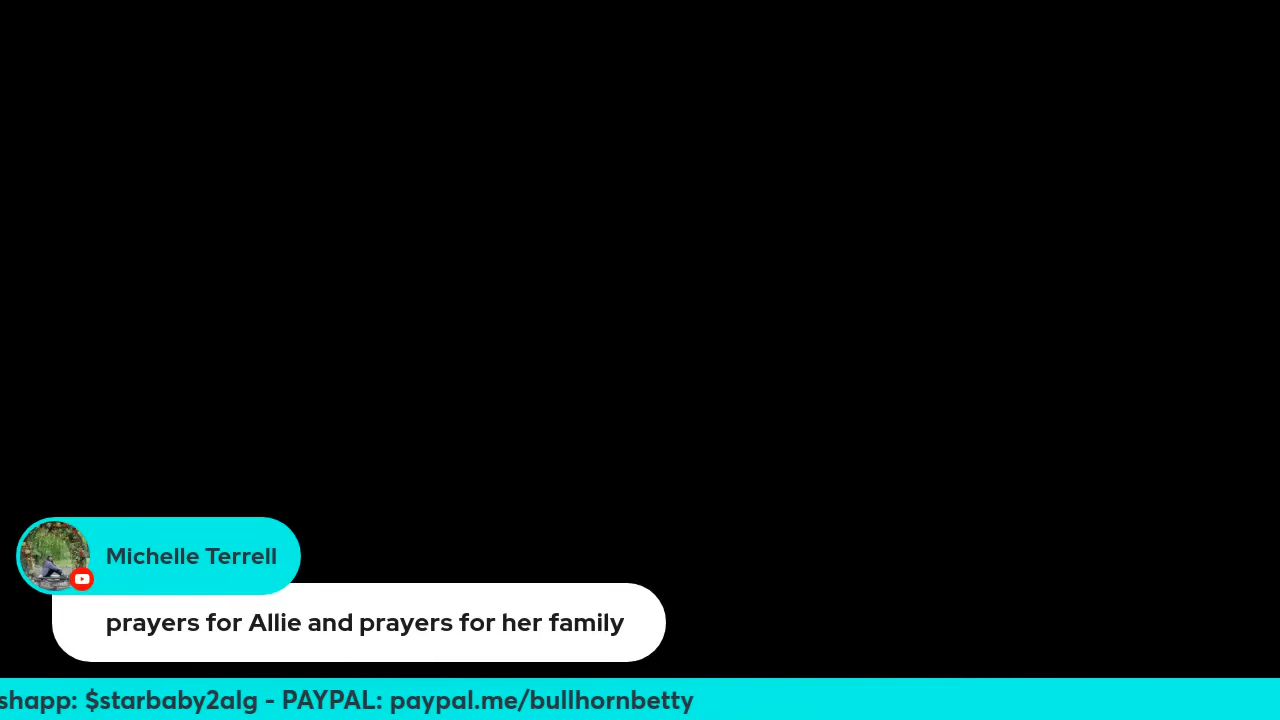 Michelle Terrell
prayers for Allie and prayers for her family
shapp: $starbaby2alg - PAYPAL: paypal.me/bullhornbetty